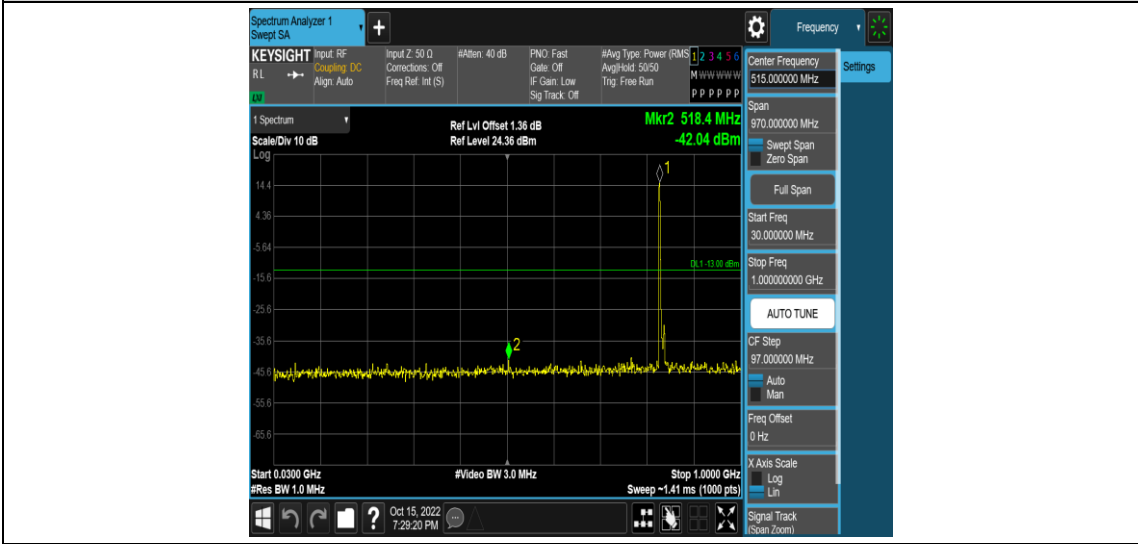 Spectrum Analyzer 1
Swept SA
+
Frequency
KEYSIGHT
RL
LXI
Input: RF
Coupling: DC
Align: Auto
Input Z: 50 Ω
Corrections: Off
Freq Ref: Int (S)
#Atten: 40 dB
PNO: Fast
Gate: Off
IF Gain: Low
Sig Track: Off
#Avg Type: Power (RMS
Avg|Hold: 50/50
Trig: Free Run
1 2 3 4 5 6
M W W W W W
P P P P P P
1 Spectrum
Scale/Div 10 dB
Log
Ref Lvl Offset 1.36 dB
Ref Level 24.36 dBm
Mkr2 518.4 MHz
-42.04 dBm
1
14.4
4.36
-5.64
DL1 -13.00 dBm
-15.6
-25.6
-35.6
2
-45.6
-55.6
-65.6
Start 0.0300 GHz
#Video BW 3.0 MHz
Stop 1.0000 GHz
#Res BW 1.0 MHz
Sweep ~1.41 ms (1000 pts)
?
Oct 15, 2022
7:29:20 PM
Center Frequency
515.000000 MHz
Settings
Span
970.000000 MHz
Swept Span
Zero Span
Full Span
Start Freq
30.000000 MHz
Stop Freq
1.000000000 GHz
AUTO TUNE
CF Step
97.000000 MHz
Auto
Man
Freq Offset
0 Hz
X Axis Scale
Log
Lin
Signal Track
(Span Zoom)